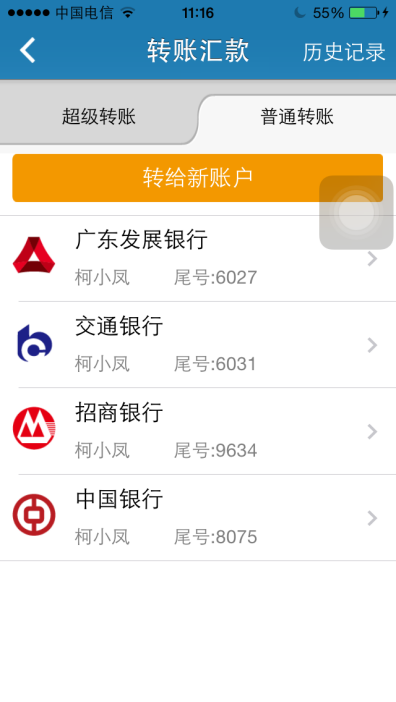 中国电信 11:16 55%
转账汇款 历史记录
超级转账 普通转账
转给新账户
广东发展银行
柯小凤 尾号:6027
交通银行
柯小凤 尾号:6031
招商银行
柯小凤 尾号:9634
中国银行
柯小凤 尾号:8075